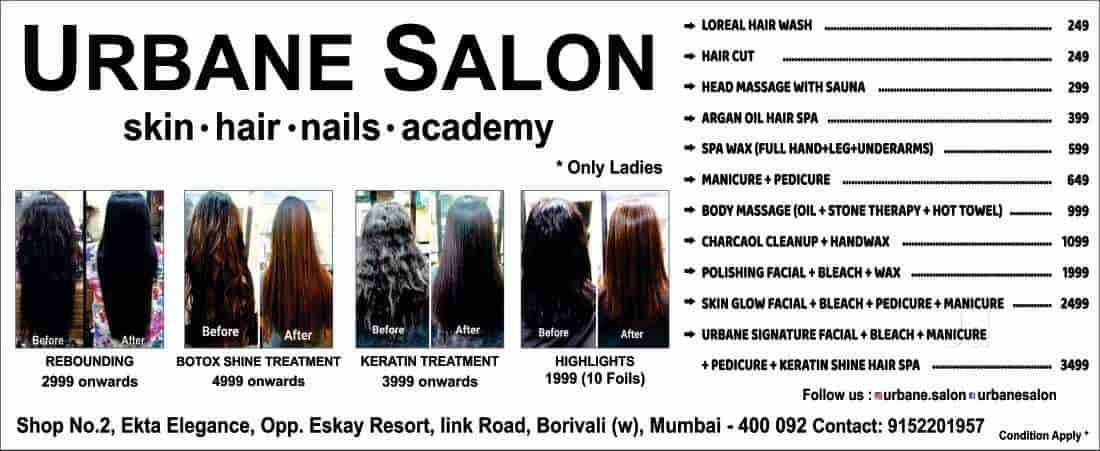 URBANE SALON
skin • hair • nails • academy
* Only Ladies
Before After
REBOUNDING
2999 onwards
Before After
BOTOX SHINE TREATMENT
4999 onwards
Before After
KERATIN TREATMENT
3999 onwards
Before After
HIGHLIGHTS
1999 (10 Foils)
➡ LOREAL HAIR WASH ........ 249
➡ HAIR CUT ........ 249
➡ HEAD MASSAGE WITH SAUNA ........ 299
➡ ARGAN OIL HAIR SPA ........ 399
➡ SPA WAX (FULL HAND+LEG+UNDERARMS) ........ 599
➡ MANICURE + PEDICURE ........ 649
➡ BODY MASSAGE (OIL + STONE THERAPY + HOT TOWEL) ........ 999
➡ CHARCAOL CLEANUP + HANDWAX ........ 1099
➡ POLISHING FACIAL + BLEACH + WAX ........ 1999
➡ SKIN GLOW FACIAL + BLEACH + PEDICURE + MANICURE ........ 2499
➡ URBANE SIGNATURE FACIAL + BLEACH + MANICURE
+ PEDICURE + KERATIN SHINE HAIR SPA ........ 3499
Follow us : urbane.salon urbanesalon
Shop No.2, Ekta Elegance, Opp. Eskay Resort, link Road, Borivali (w), Mumbai - 400 092 Contact: 9152201957
Condition Apply *